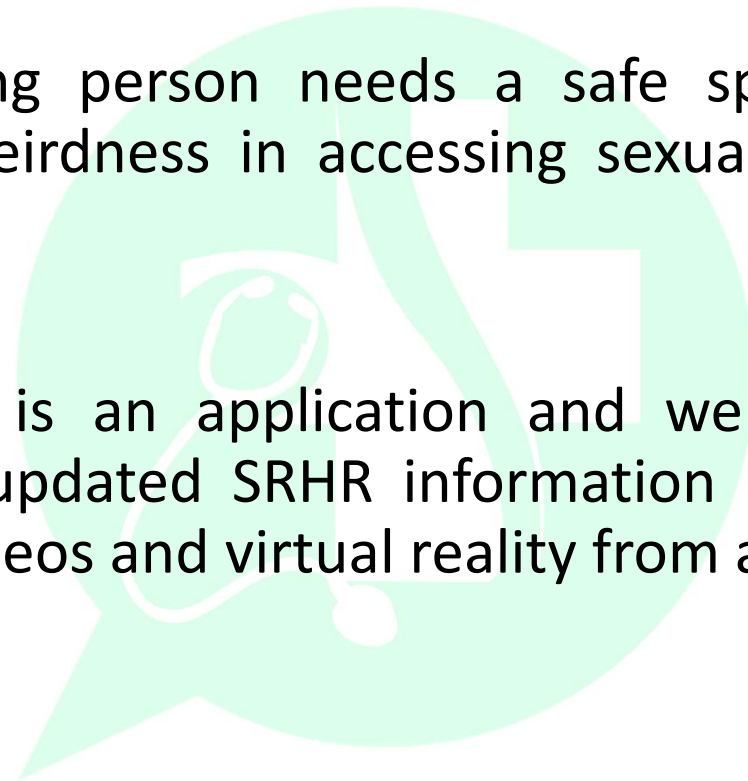 ng person needs a safe sp
eirdness in accessing sexua
is an application and we
updated SRHR information
eos and virtual reality from a